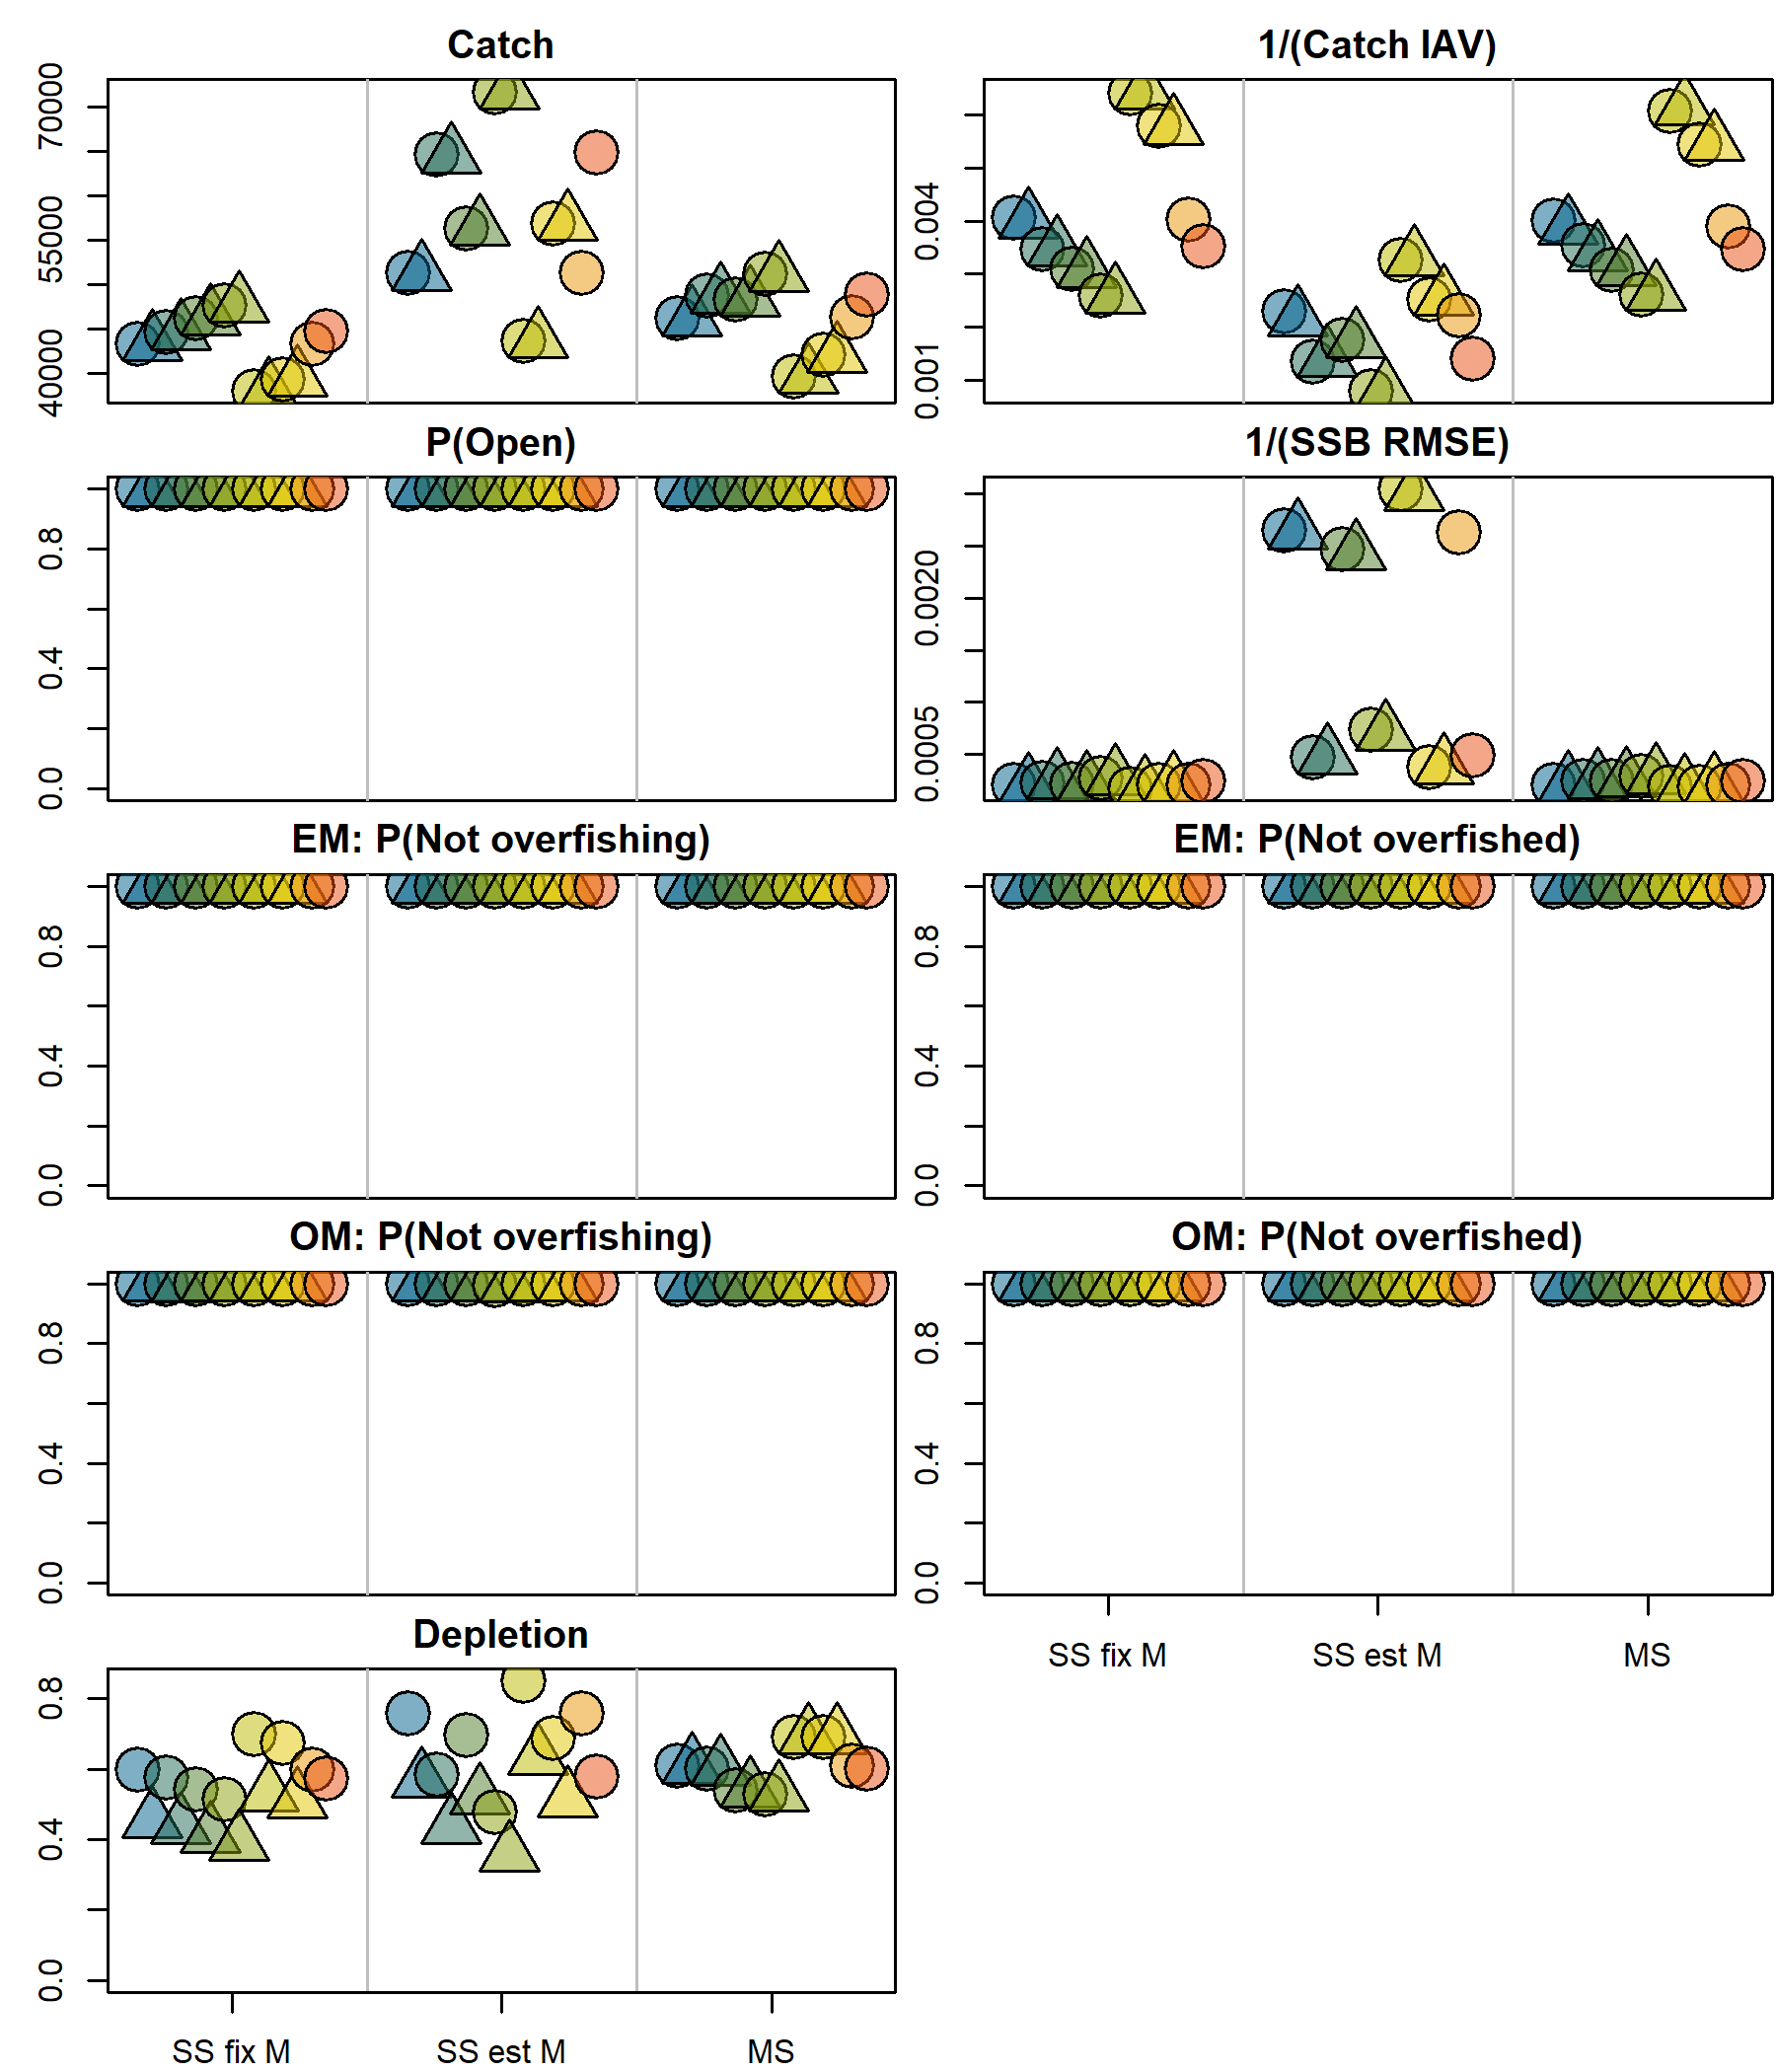 Catch
70000
55000
40000
1/(Catch IAV)
0.004
0.001
P(Open)
0.8
0.4
0.0
1/(SSB RMSE)
0.0020
0.0005
EM: P(Not overfishing)
0.8
0.4
0.0
EM: P(Not overfished)
0.8
0.4
0.0
OM: P(Not overfishing)
0.8
0.4
0.0
OM: P(Not overfished)
0.8
0.4
0.0
SS fix M SS est M MS
Depletion
0.8
0.4
0.0
SS fix M SS est M MS